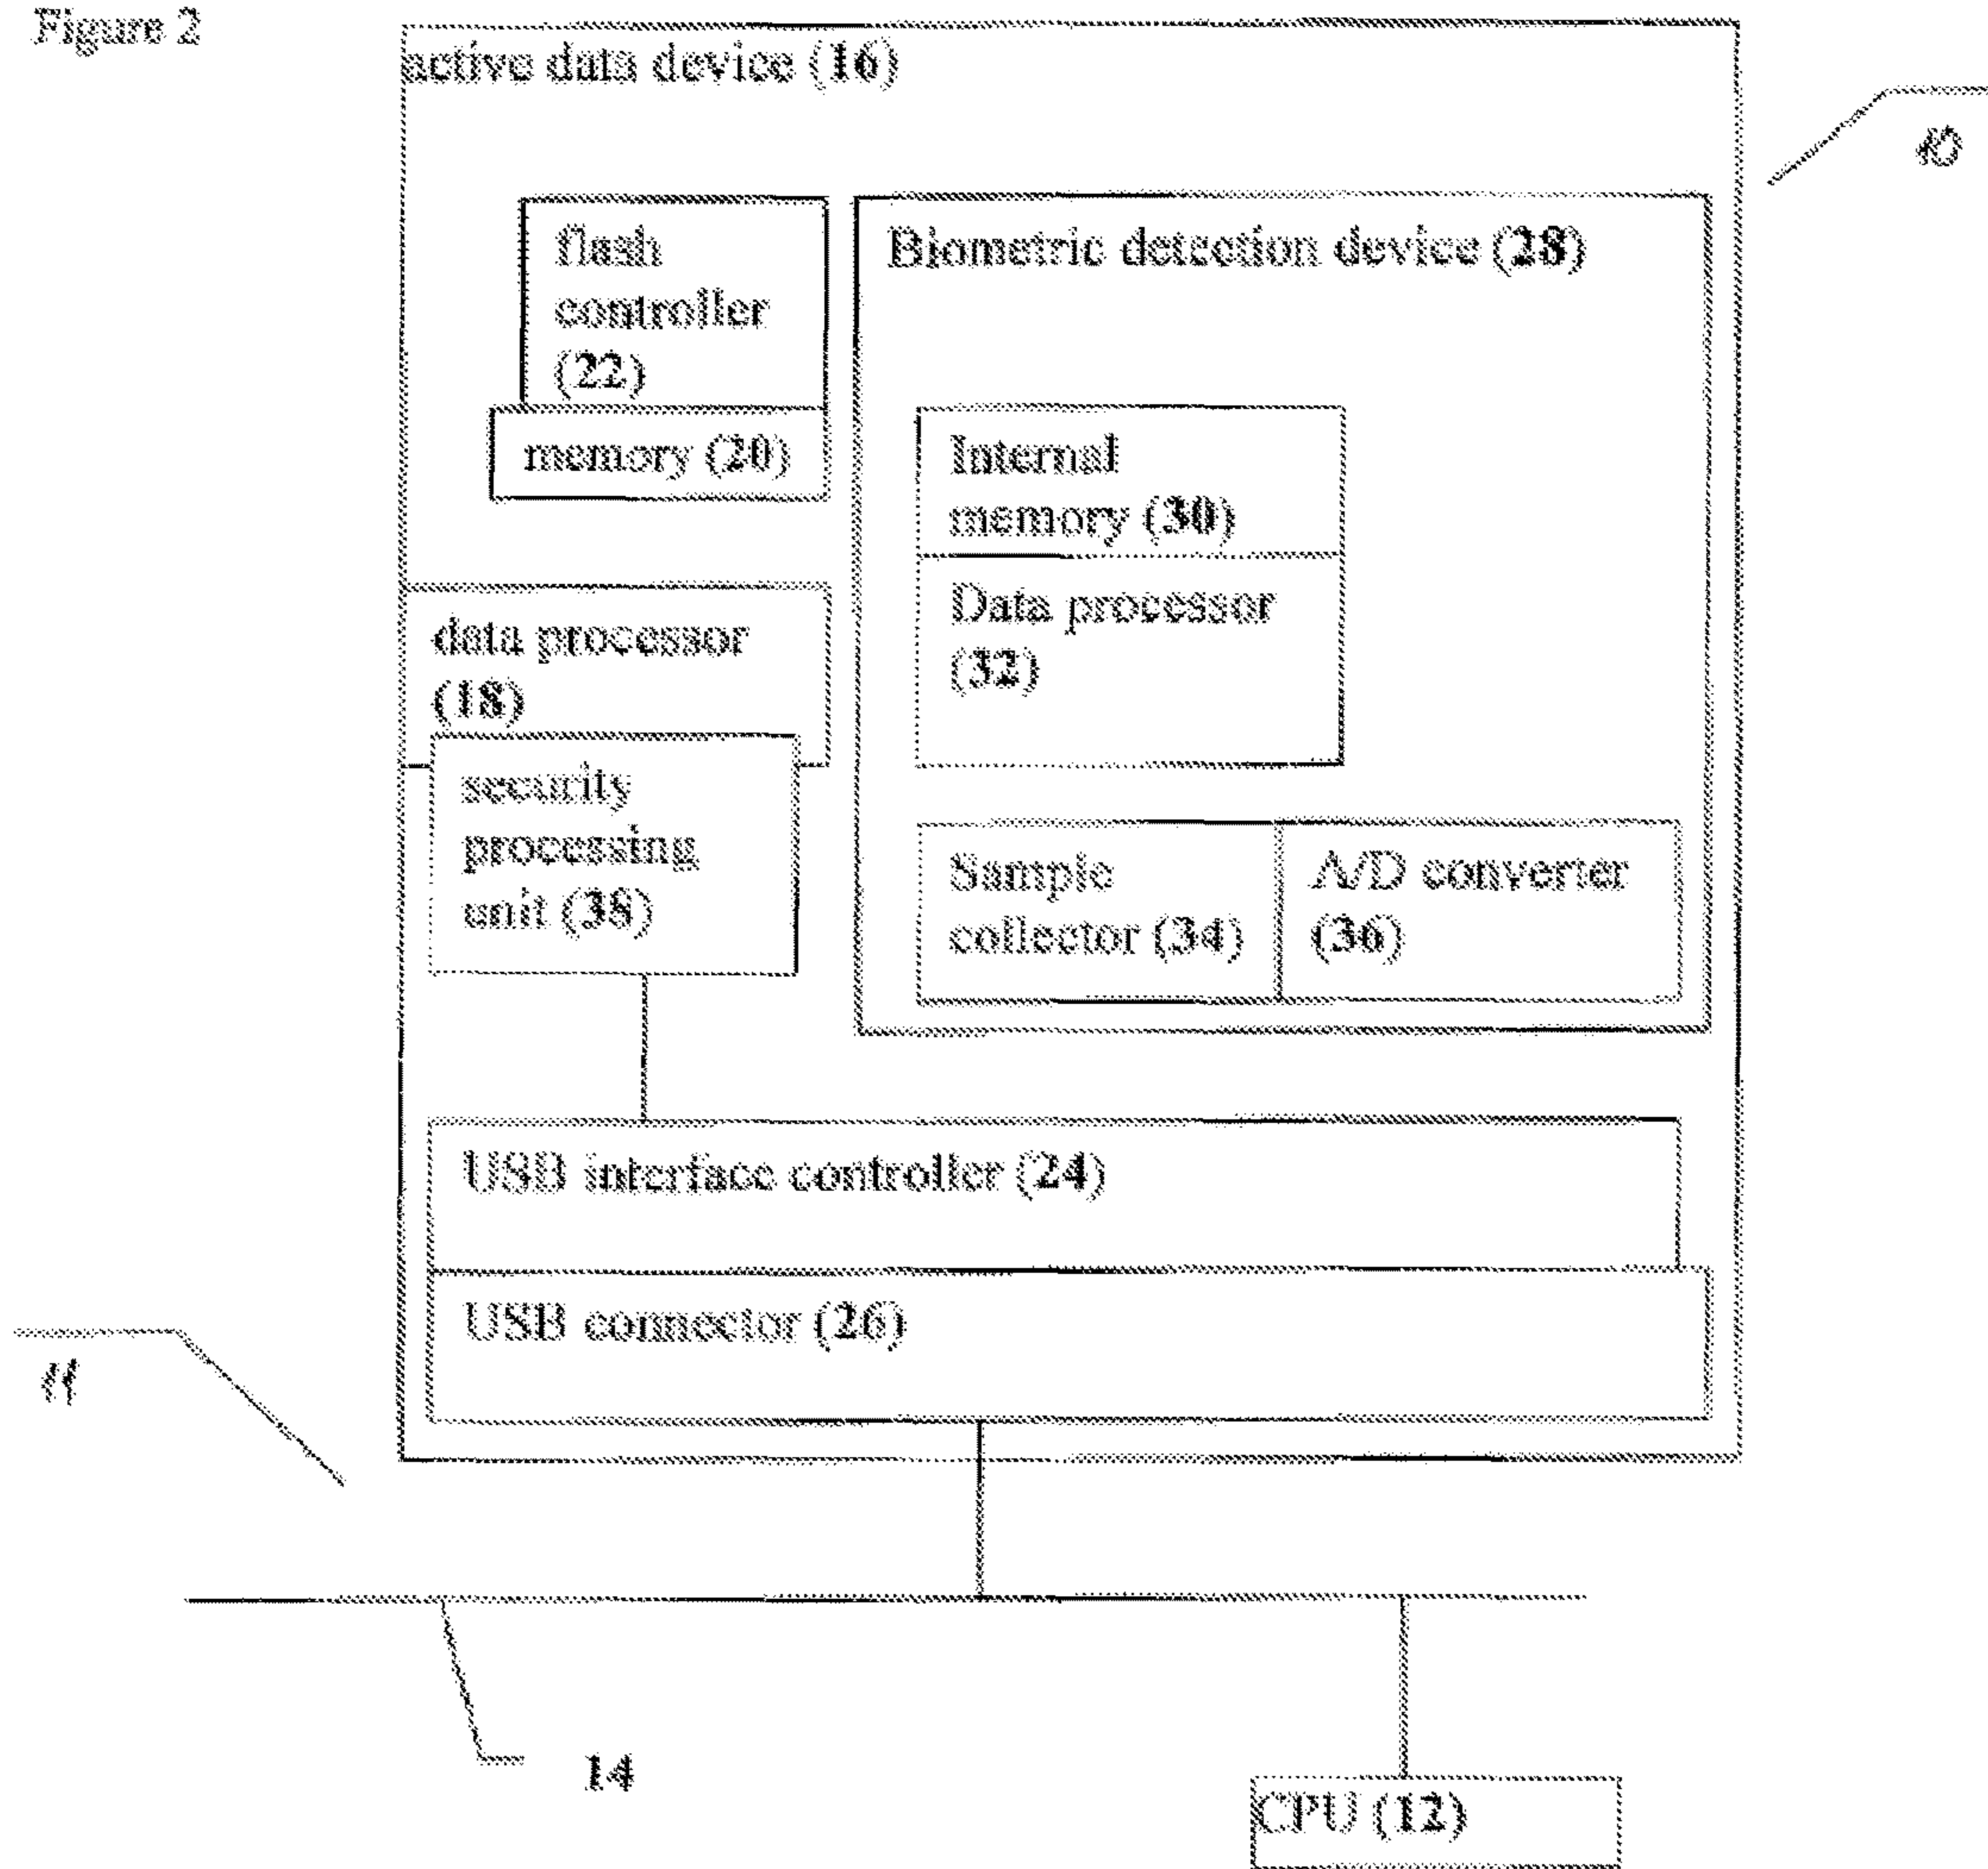 Figure 2
active data device (16)
10
flash
controller
(22)
memory (20)
Biometric detection device (28)
Internal
memory (30)
Data processor
(32)
data processor
(18)
security
processing
unit (38)
Sample
collector (34)
A/D converter
(36)
USB interface controller (24)
USB connector (26)
11
14
CPU (12)